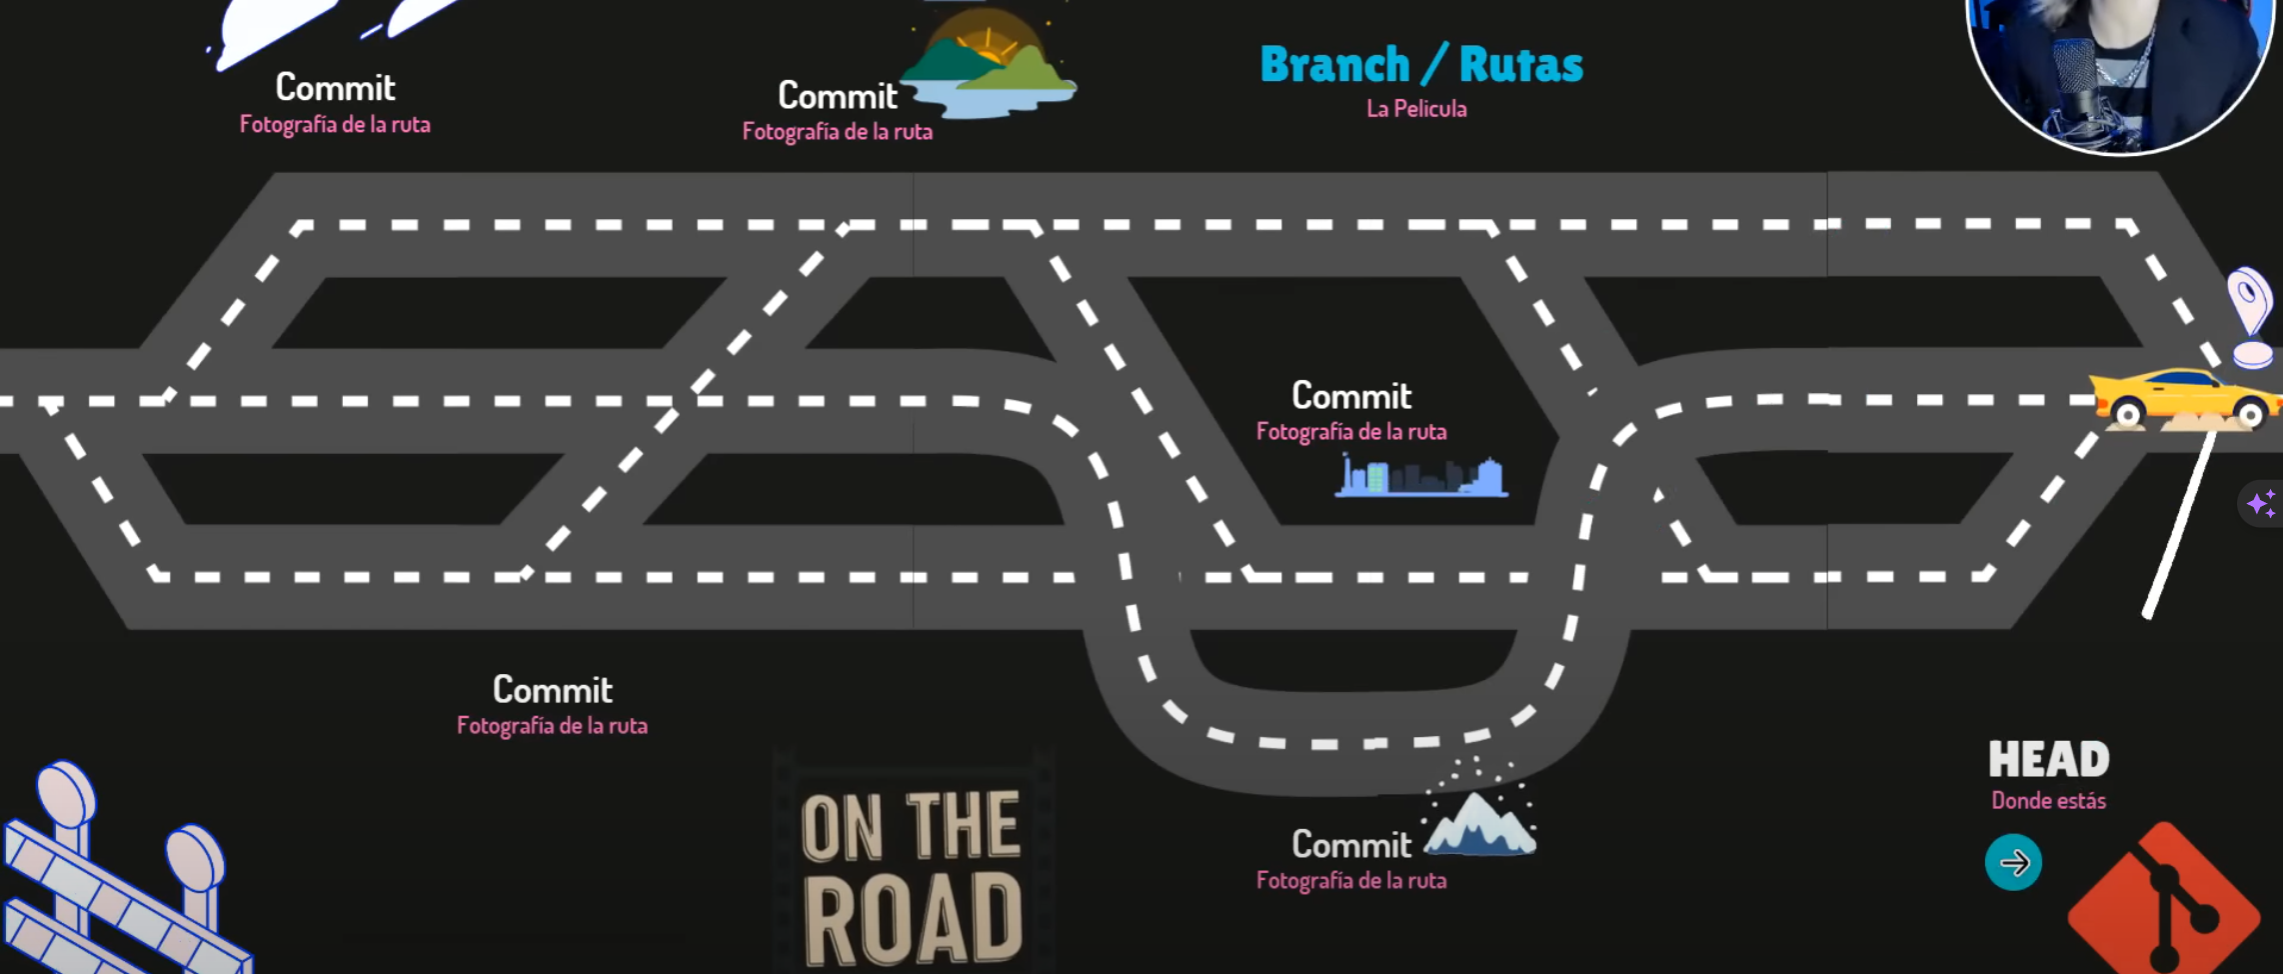 Commit
Fotografía de la ruta
Commit
Fotografía de la ruta
Branch / Rutas
La Pelicula
Commit
Fotografía de la ruta
Commit
Fotografía de la ruta
ON THE
ROAD
Commit
Fotografía de la ruta
HEAD
Donde estás